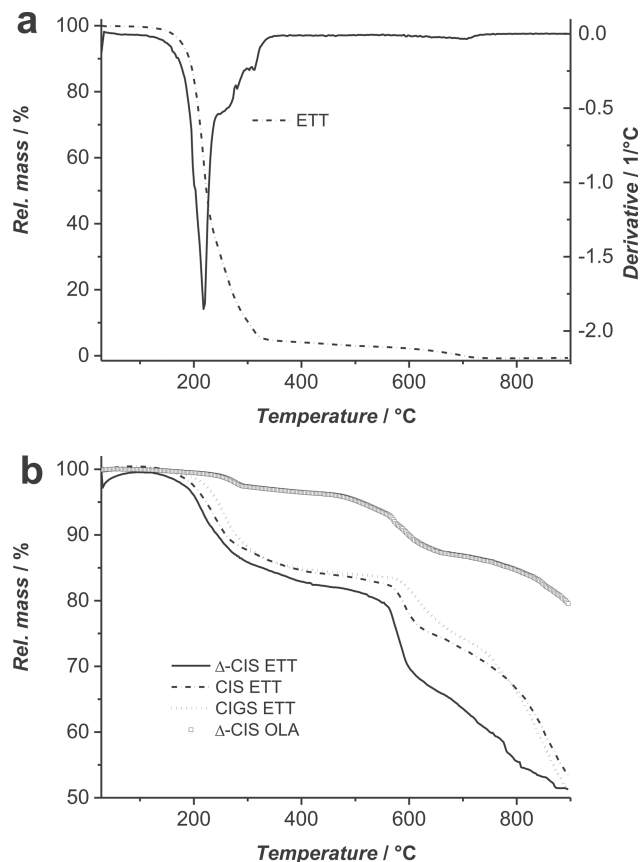 a
100
80
60
40
20
0
Rel. mass / %
ETT
0.0
-0.5
-1.0
-1.5
-2.0
Derivative / 1/°C
200
400
600
800
Temperature / °C
b
100
90
80
70
60
50
Rel. mass / %
Δ-CIS ETT
CIS ETT
CIGS ETT
Δ-CIS OLA
200
400
600
800
Temperature / °C